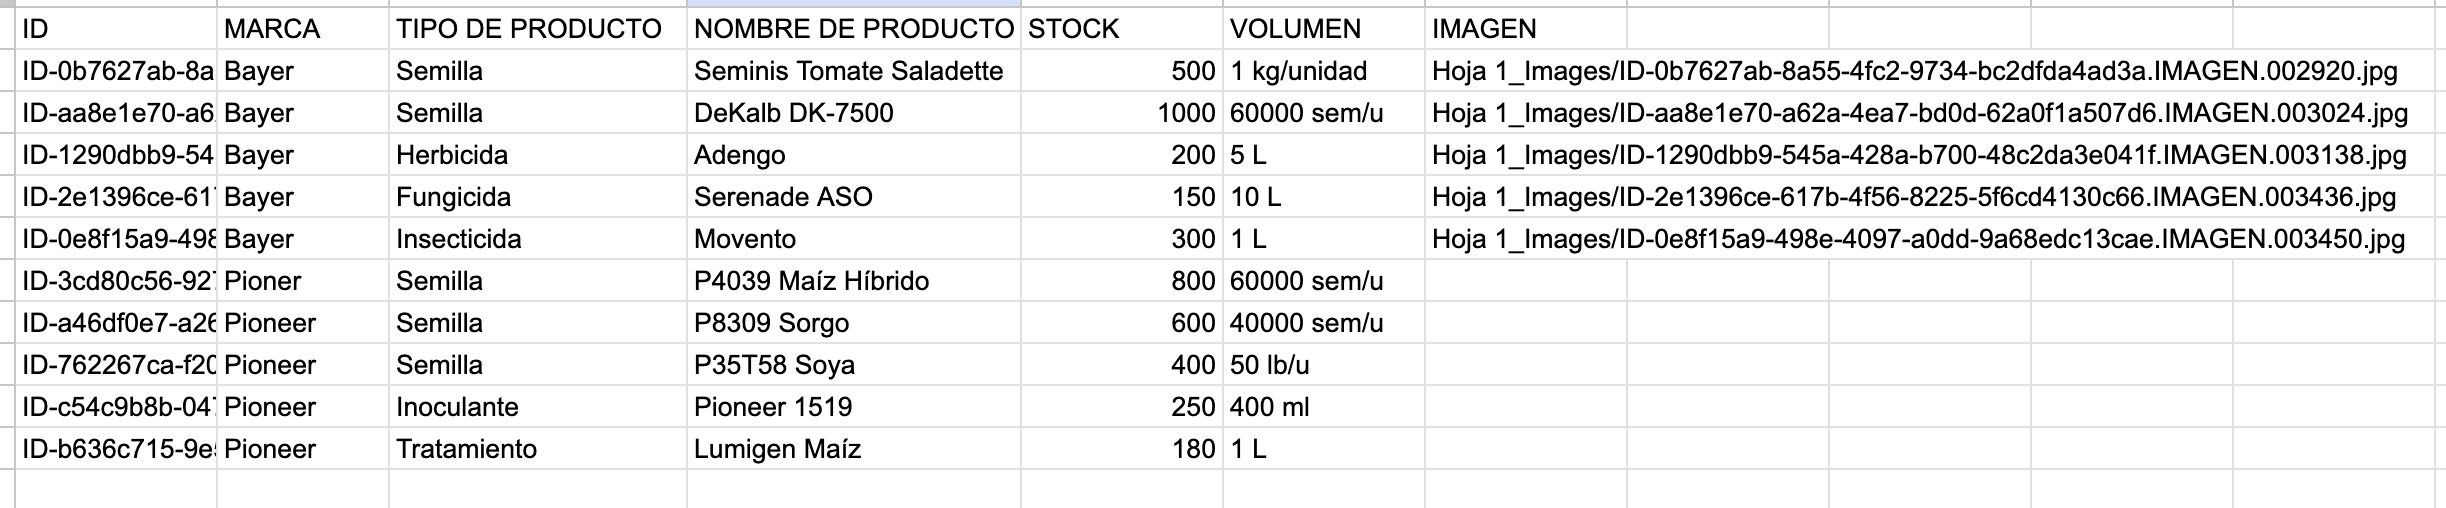 ID MARCA TIPO DE PRODUCTO NOMBRE DE PRODUCTO STOCK VOLUMEN IMAGEN
ID-0b7627ab-8a Bayer Semilla Seminis Tomate Saladette 500 1 kg/unidad Hoja 1_Images/ID-0b7627ab-8a55-4fc2-9734-bc2dfda4ad3a.IMAGEN.002920.jpg
ID-aa8e1e70-a6 Bayer Semilla DeKalb DK-7500 1000 60000 sem/u Hoja 1_Images/ID-aa8e1e70-a62a-4ea7-bd0d-62a0f1a507d6.IMAGEN.003024.jpg
ID-1290dbb9-54 Bayer Herbicida Adengo 200 5 L Hoja 1_Images/ID-1290dbb9-545a-428a-b700-48c2da3e041f.IMAGEN.003138.jpg
ID-2e1396ce-617 Bayer Fungicida Serenade ASO 150 10 L Hoja 1_Images/ID-2e1396ce-617b-4f56-8225-5f6cd4130c66.IMAGEN.003436.jpg
ID-0e8f15a9-498 Bayer Insecticida Movento 300 1 L Hoja 1_Images/ID-0e8f15a9-498e-4097-a0dd-9a68edc13cae.IMAGEN.003450.jpg
ID-3cd80c56-927 Pioner Semilla P4039 Maíz Híbrido 800 60000 sem/u
ID-a46df0e7-a26 Pioneer Semilla P8309 Sorgo 600 40000 sem/u
ID-762267ca-f20 Pioneer Semilla P35T58 Soya 400 50 lb/u
ID-c54c9b8b-047 Pioneer Inoculante Pioneer 1519 250 400 ml
ID-b636c715-9e Pioneer Tratamiento Lumigen Maíz 180 1 L